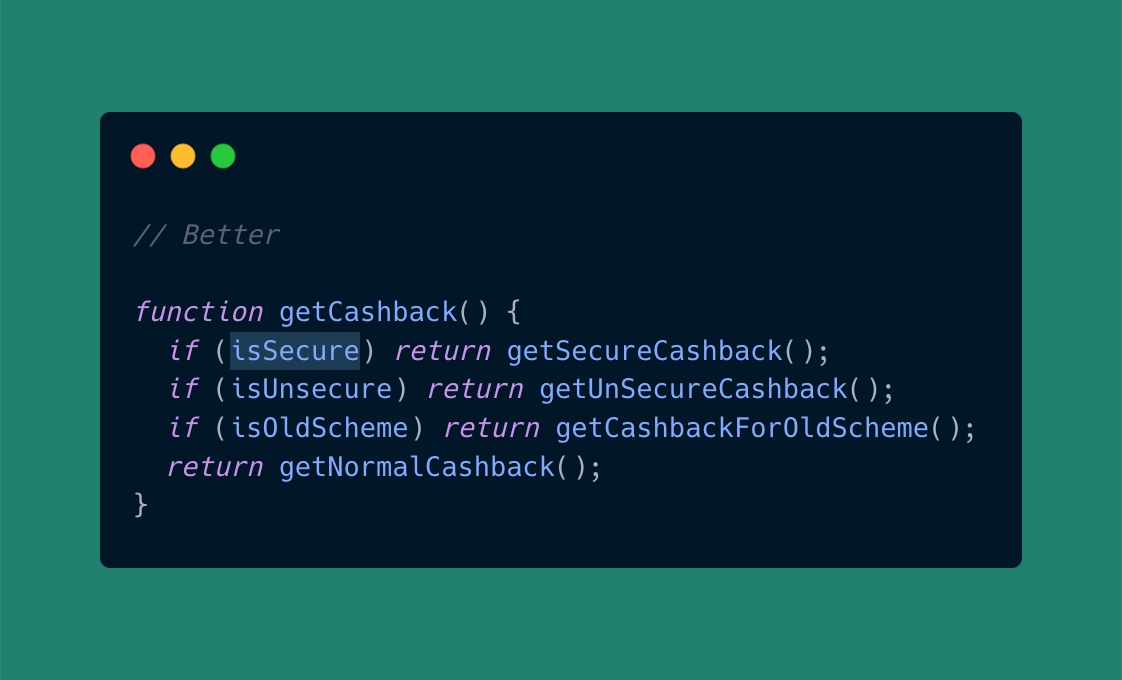 // Better
function getCashback() {
  if (isSecure) return getSecureCashback();
  if (isUnsecure) return getUnSecureCashback();
  if (isOldScheme) return getCashbackForOldScheme();
  return getNormalCashback();
}